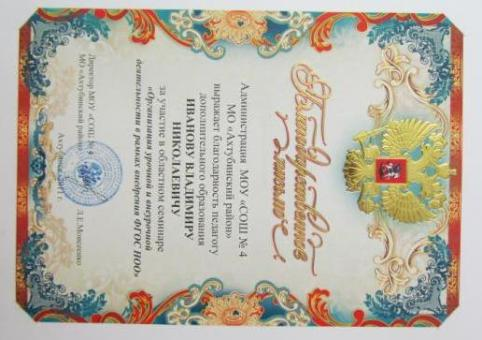 Благодарственное
письмо
Администрация МОУ «СОШ № 4
МО «Ахтубинский район»
выражает благодарность педагогу
дополнительного образования
ИВАНОВУ ВЛАДИМИРУ
НИКОЛАЕВИЧУ
за участие в областном семинаре
«Организация урочной и внеурочной
деятельности в рамках внедрения ФГОС НОО»
Директор МОУ «СОШ № 4
МО «Ахтубинский район»
Л.Е.Моисеенко